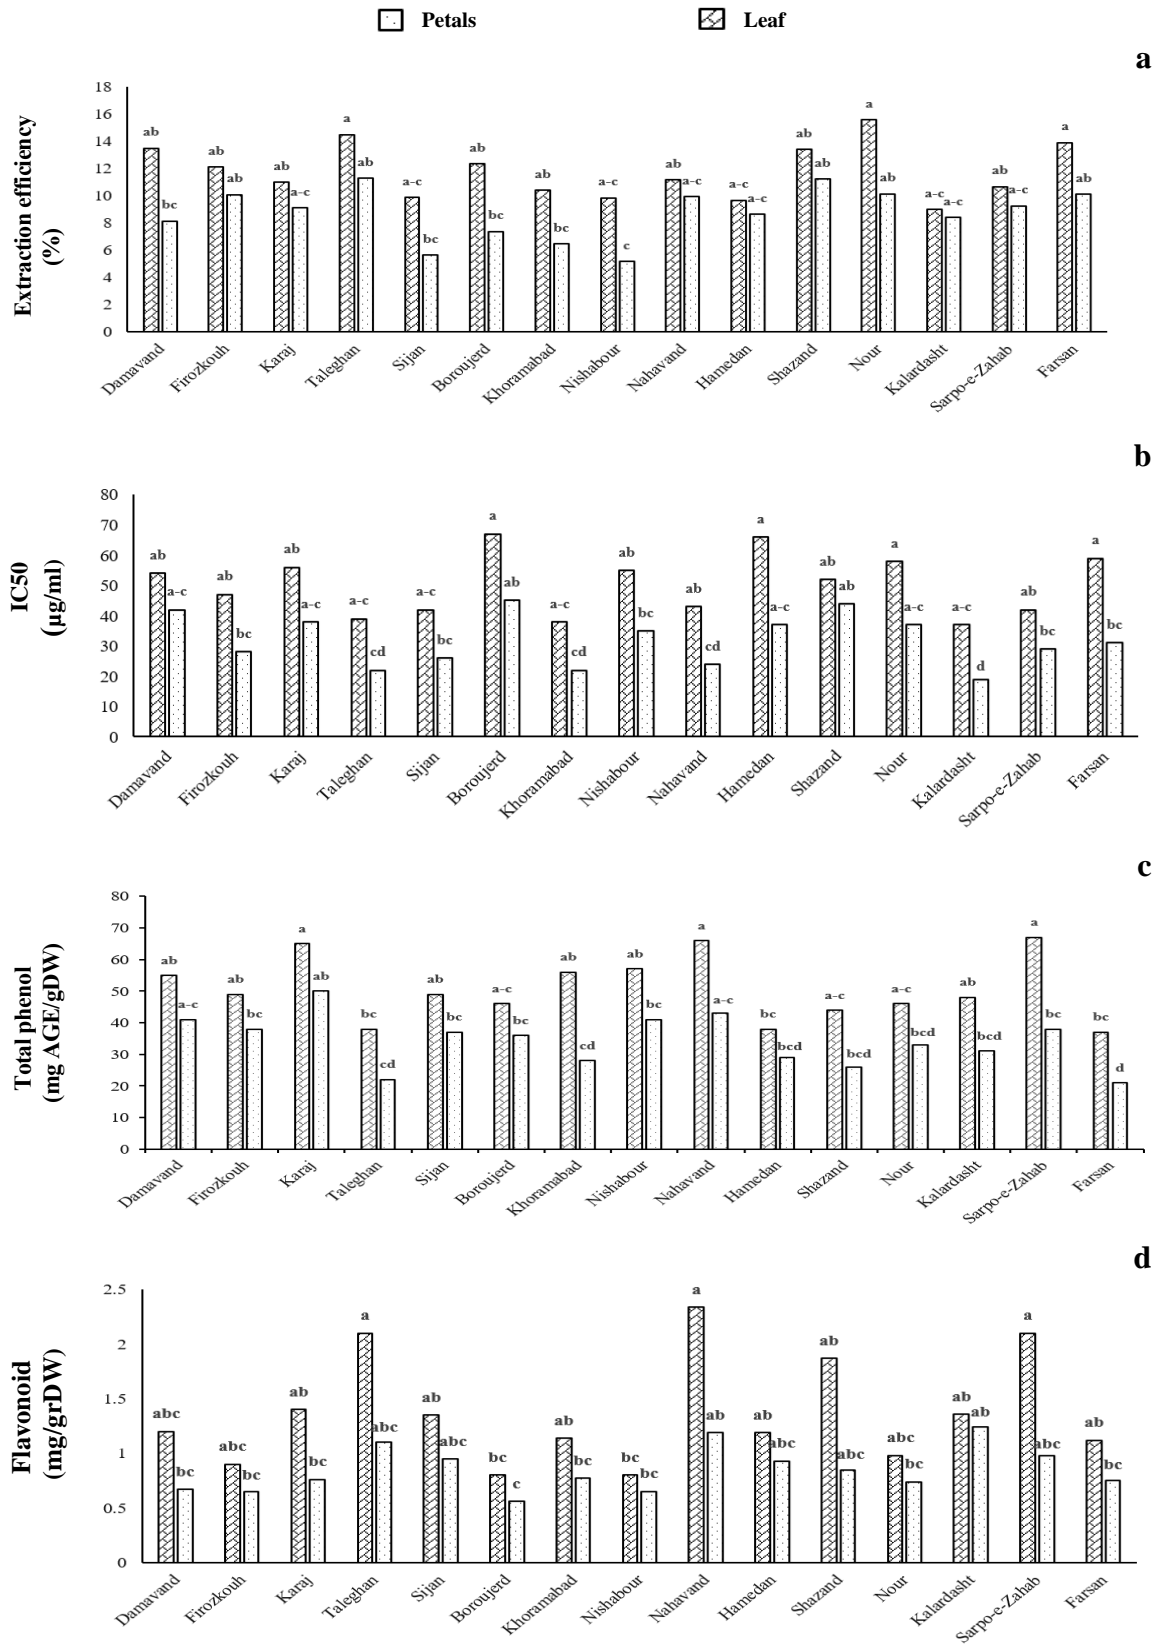 Petals Leaf
a
Extraction efficiency
(%)
18
16
14
12
10
8
6
4
2
0
ab bc ab ab ab a-c a ab a-c bc ab bc ab bc a-c c ab a-c a-c a-c ab ab a ab a-c a-c ab a-c a ab
Damavand Firozkouh Karaj Taleghan Sijan Boroujerd Khoramabad Nishabour Nahavand Hamedan Shazand Nour Kalardasht Sarpo-e-Zahab Farsan
b
IC50
(µg/ml)
80
70
60
50
40
30
20
10
0
ab a-c ab bc ab a-c a-c cd a-c bc a ab a-c cd ab bc ab cd a a-c ab ab a a-c a-c d ab bc a bc
Damavand Firozkouh Karaj Taleghan Sijan Boroujerd Khoramabad Nishabour Nahavand Hamedan Shazand Nour Kalardasht Sarpo-e-Zahab Farsan
c
Total phenol
(mg AGE/gDW)
80
70
60
50
40
30
20
10
0
ab a-c ab bc a ab bc cd ab bc a-c bc ab cd ab bc a a-c bc bcd a-c bcd a-c bcd ab bcd a bc bc d
Damavand Firozkouh Karaj Taleghan Sijan Boroujerd Khoramabad Nishabour Nahavand Hamedan Shazand Nour Kalardasht Sarpo-e-Zahab Farsan
d
Flavonoid
(mg/grDW)
2.5
2
1.5
1
0.5
0
abc bc abc bc ab bc a abc ab abc bc c ab bc bc bc a ab ab abc ab abc abc bc ab ab a abc ab bc
Damavand Firozkouh Karaj Taleghan Sijan Boroujerd Khoramabad Nishabour Nahavand Hamedan Shazand Nour Kalardasht Sarpo-e-Zahab Farsan